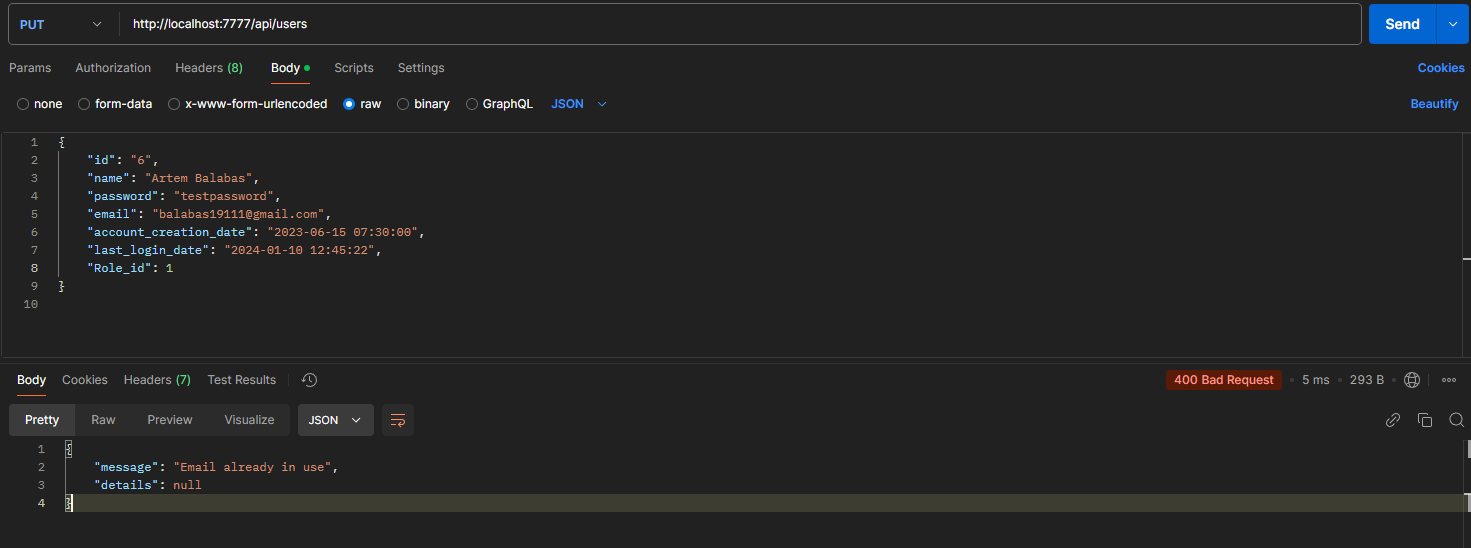 PUT http://localhost:7777/api/users Send
Params Authorization Headers (8) Body Scripts Settings Cookies
none form-data x-www-form-urlencoded raw binary GraphQL JSON Beautify
1 {
2 "id": "6",
3 "name": "Artem Balabas",
4 "password": "testpassword",
5 "email": "balabas19111@gmail.com",
6 "account_creation_date": "2023-06-15 07:30:00",
7 "last_login_date": "2024-01-10 12:45:22",
8 "Role_id": 1
9 }
10
Body Cookies Headers (7) Test Results 400 Bad Request 5 ms 293 B
Pretty Raw Preview Visualize JSON
1 {
2 "message": "Email already in use",
3 "details": null
4 }